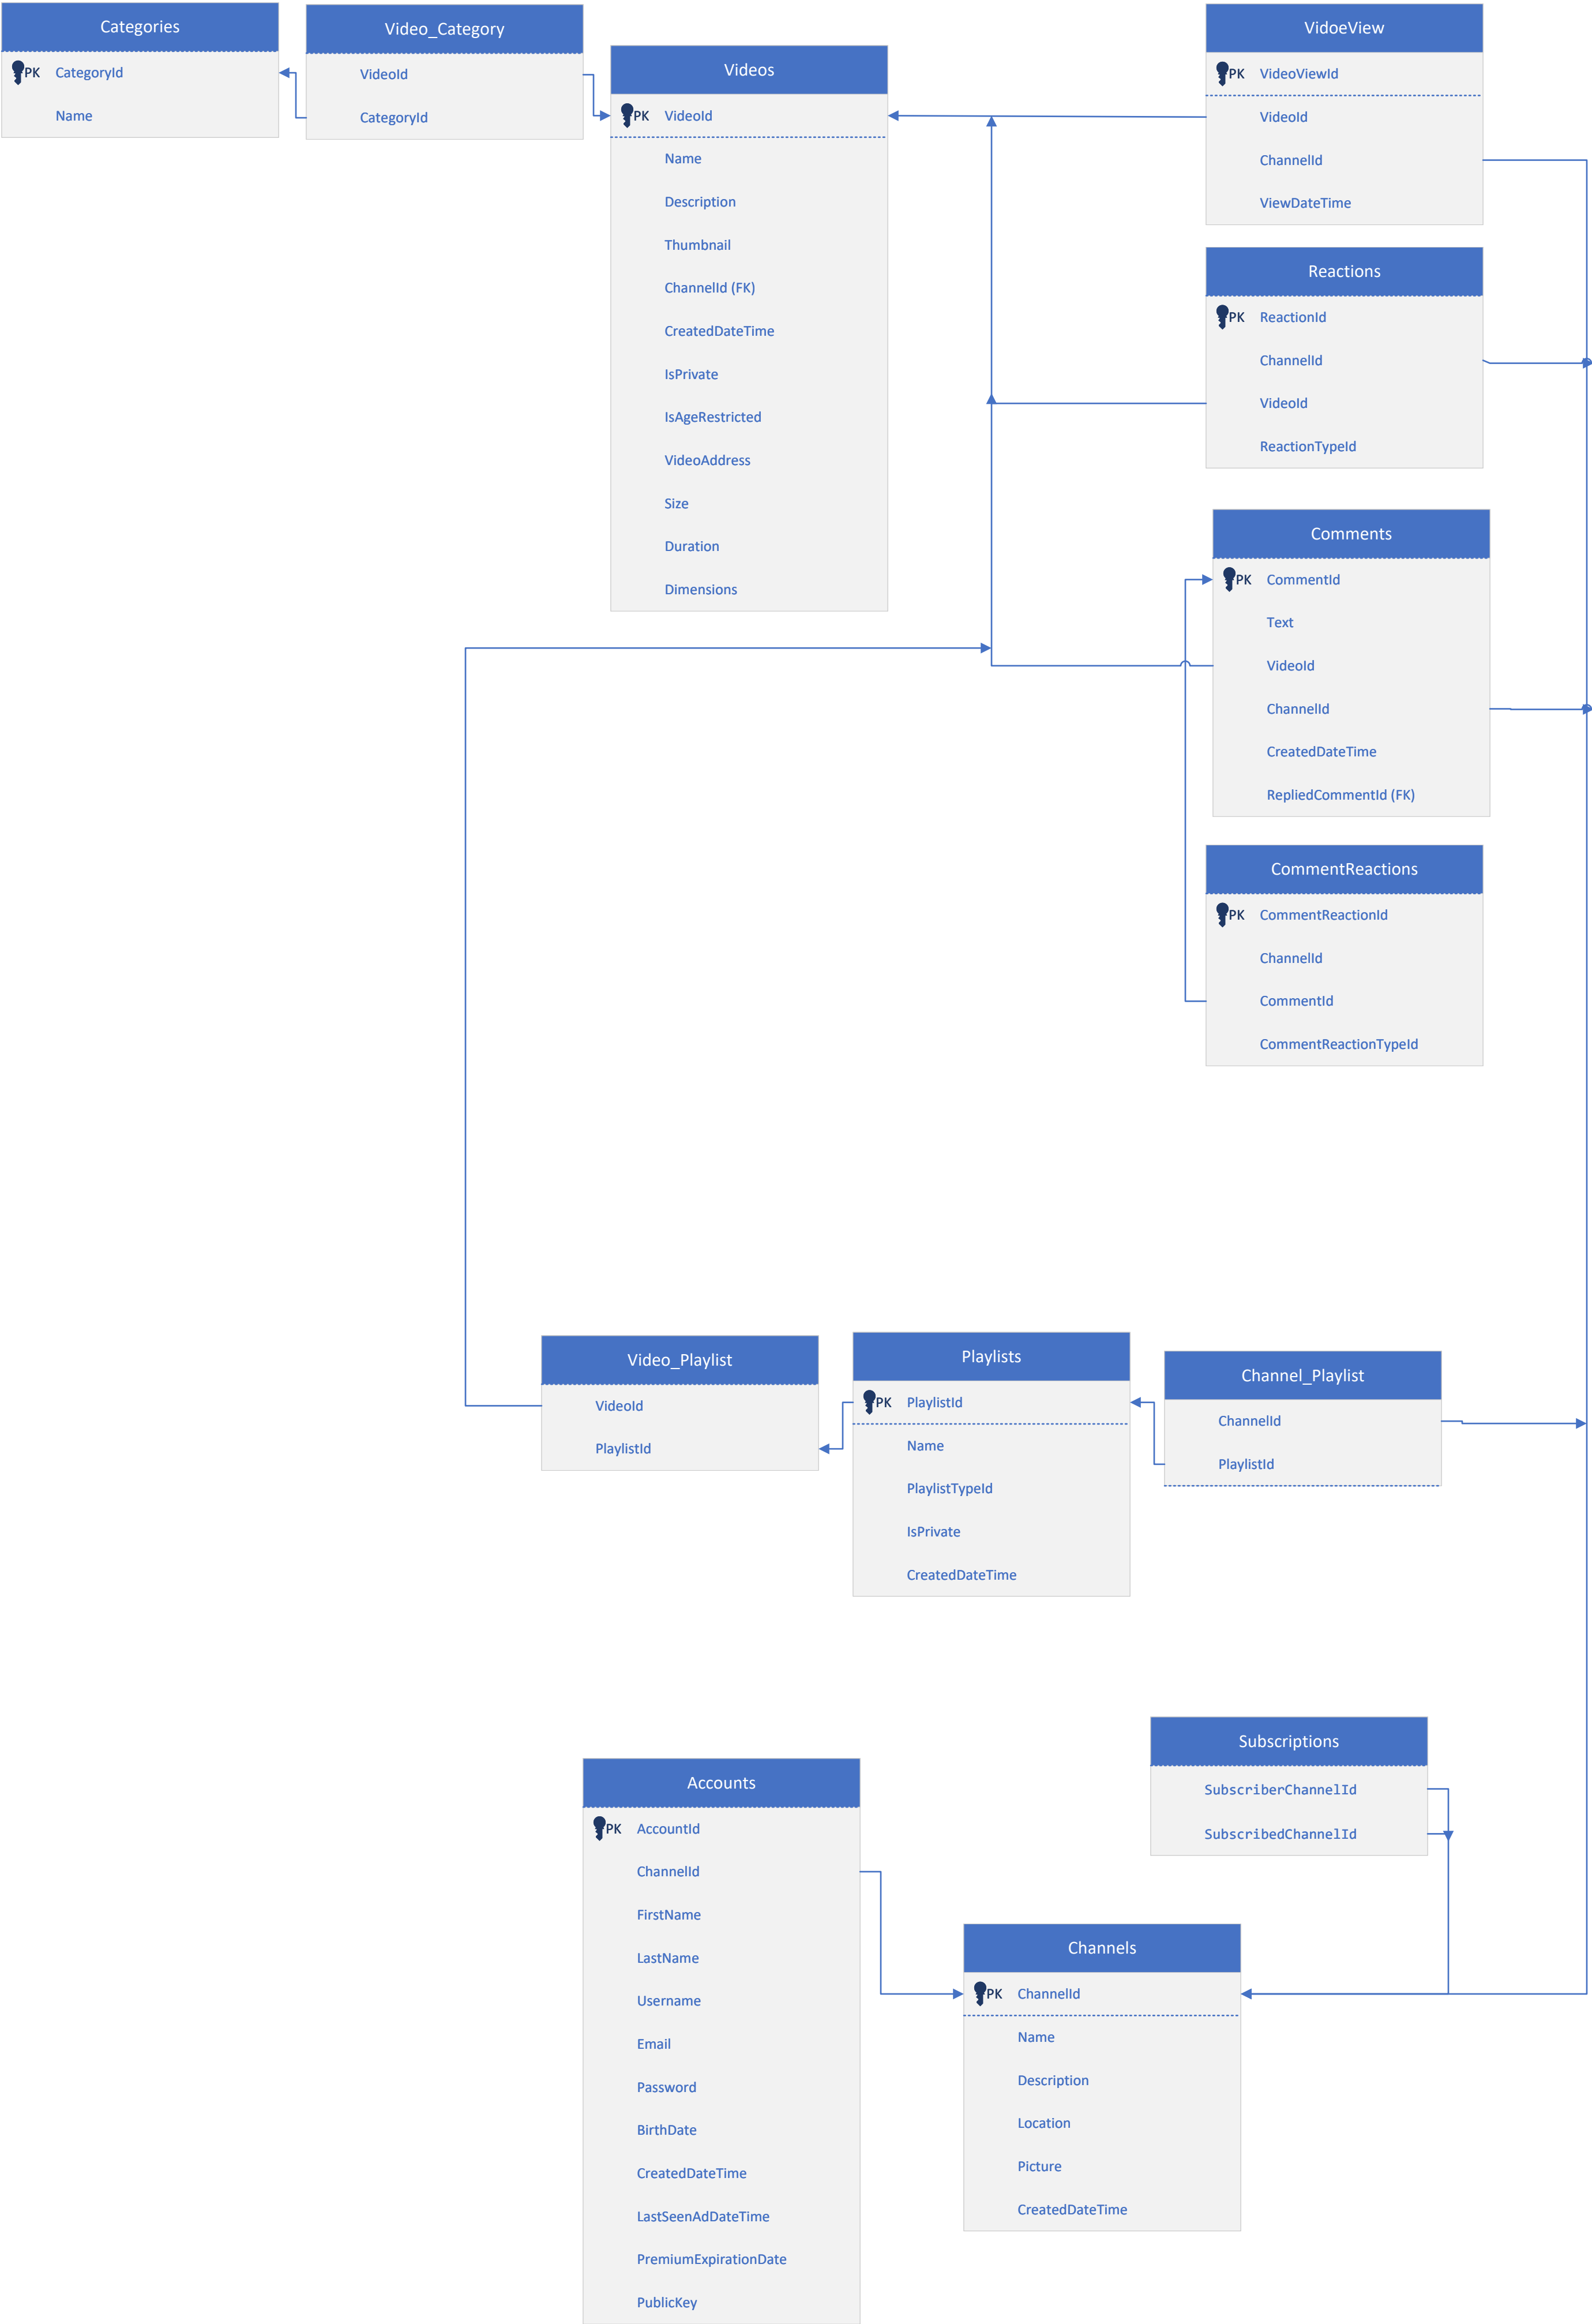 Categories
PK CategoryId
Name
Video_Category
VideoId
CategoryId
Videos
PK VideoId
Name
Description
Thumbnail
ChannelId (FK)
CreatedDateTime
IsPrivate
IsAgeRestricted
VideoAddress
Size
Duration
Dimensions
VidoeView
PK VideoViewId
VideoId
ChannelId
ViewDateTime
Reactions
PK ReactionId
ChannelId
VideoId
ReactionTypeId
Comments
PK CommentId
Text
VideoId
ChannelId
CreatedDateTime
RepliedCommentId (FK)
CommentReactions
PK CommentReactionId
ChannelId
CommentId
CommentReactionTypeId
Video_Playlist
VideoId
PlaylistId
Playlists
PK PlaylistId
Name
PlaylistTypeId
IsPrivate
CreatedDateTime
Channel_Playlist
ChannelId
PlaylistId
Subscriptions
SubscriberChannelId
SubscribedChannelId
Accounts
PK AccountId
ChannelId
FirstName
LastName
Username
Email
Password
BirthDate
CreatedDateTime
LastSeenAdDateTime
PremiumExpirationDate
PublicKey
Channels
PK ChannelId
Name
Description
Location
Picture
CreatedDateTime